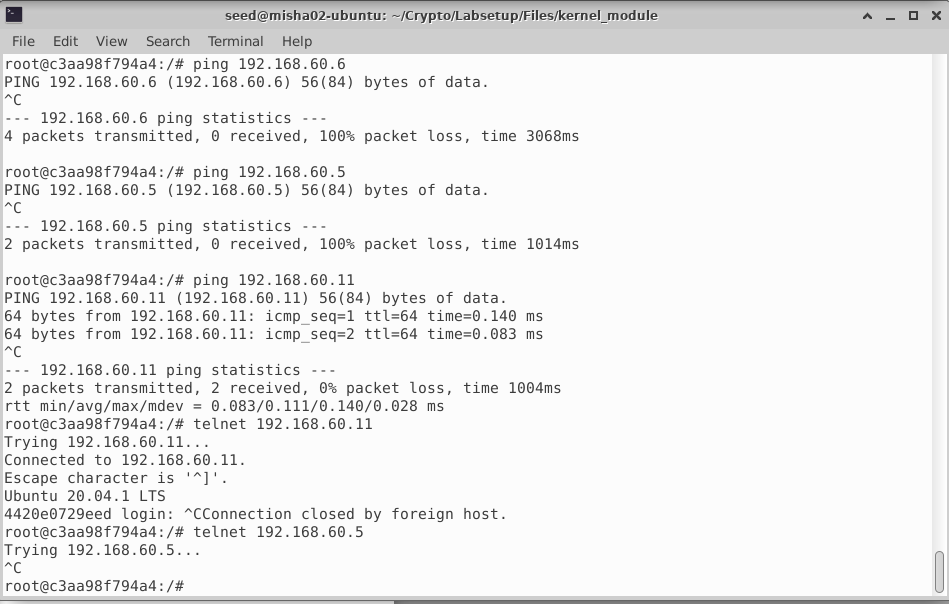 seed@misha02-ubuntu: ~/Crypto/Labsetup/Files/kernel_module
File Edit View Search Terminal Help
root@c3aa98f794a4:/# ping 192.168.60.6
PING 192.168.60.6 (192.168.60.6) 56(84) bytes of data.
^C
--- 192.168.60.6 ping statistics ---
4 packets transmitted, 0 received, 100% packet loss, time 3068ms
root@c3aa98f794a4:/# ping 192.168.60.5
PING 192.168.60.5 (192.168.60.5) 56(84) bytes of data.
^C
--- 192.168.60.5 ping statistics ---
2 packets transmitted, 0 received, 100% packet loss, time 1014ms
root@c3aa98f794a4:/# ping 192.168.60.11
PING 192.168.60.11 (192.168.60.11) 56(84) bytes of data.
64 bytes from 192.168.60.11: icmp_seq=1 ttl=64 time=0.140 ms
64 bytes from 192.168.60.11: icmp_seq=2 ttl=64 time=0.083 ms
^C
--- 192.168.60.11 ping statistics ---
2 packets transmitted, 2 received, 0% packet loss, time 1004ms
rtt min/avg/max/mdev = 0.083/0.111/0.140/0.028 ms
root@c3aa98f794a4:/# telnet 192.168.60.11
Trying 192.168.60.11...
Connected to 192.168.60.11.
Escape character is '^]'.
Ubuntu 20.04.1 LTS
4420e0729eed login: ^CConnection closed by foreign host.
root@c3aa98f794a4:/# telnet 192.168.60.5
Trying 192.168.60.5...
^C
root@c3aa98f794a4:/#